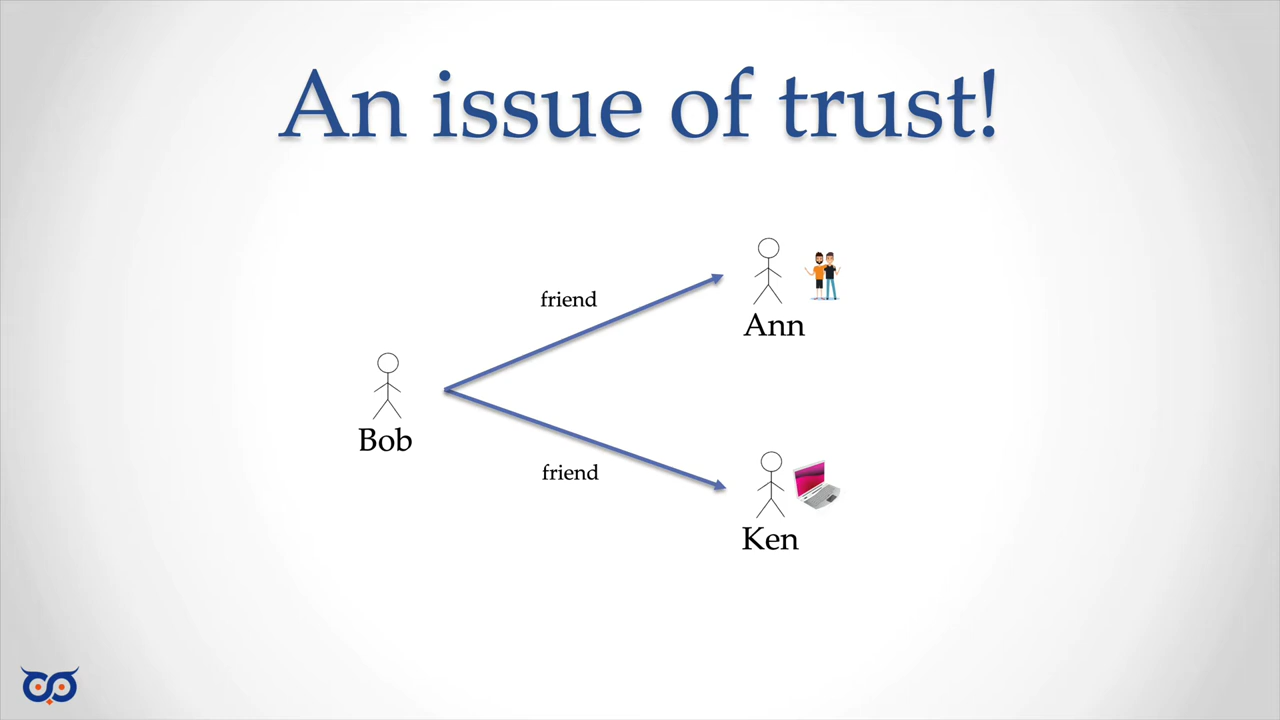 An issue of trust!
friend
Ann
Bob
friend
Ken